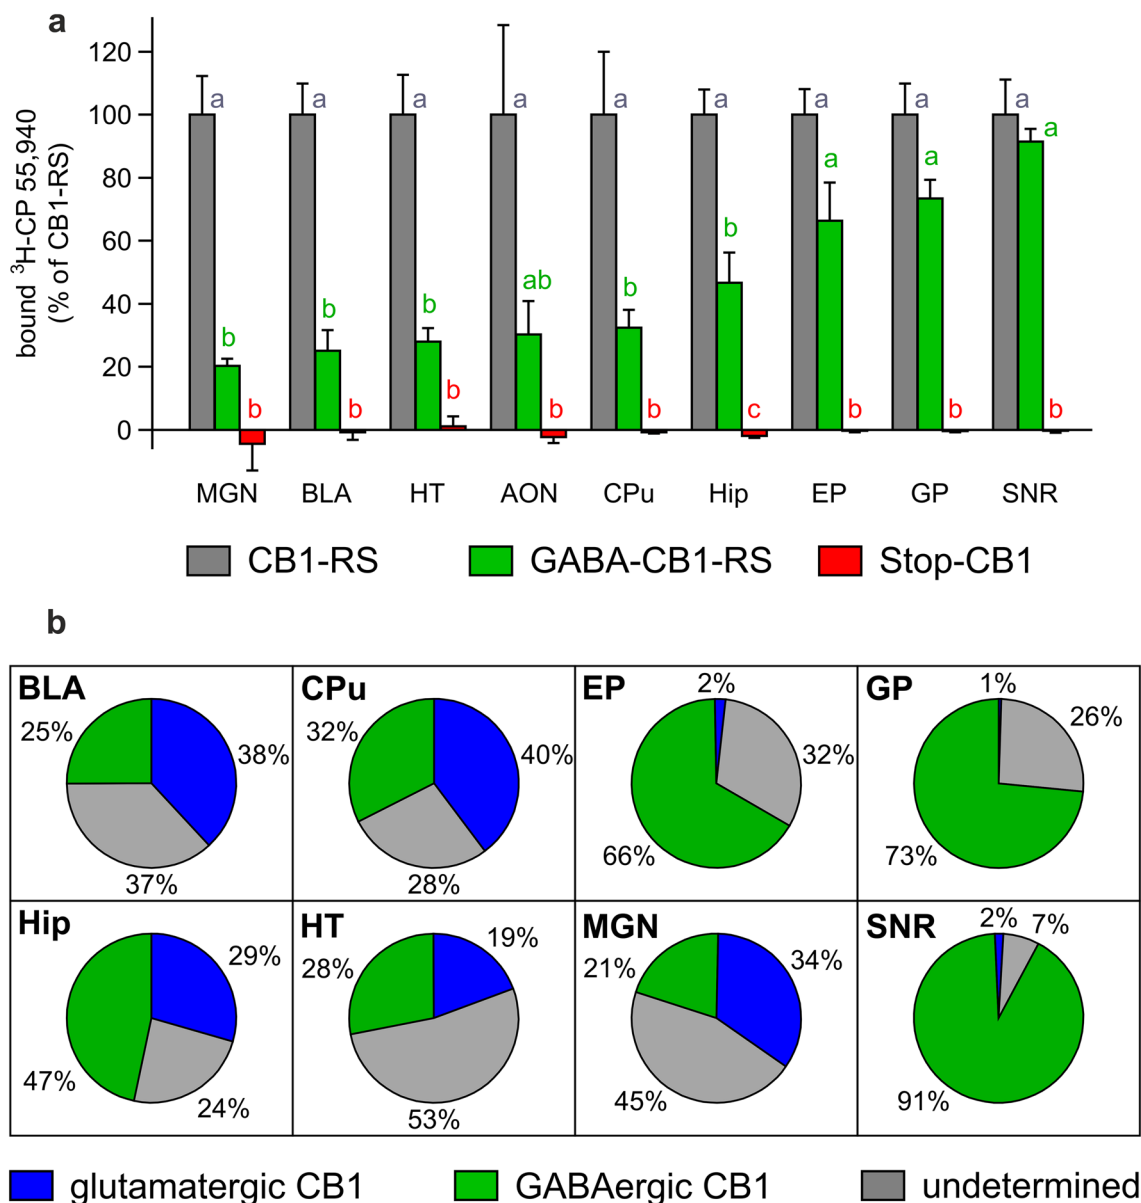 a
bound ³H-CP 55,940
(% of CB1-RS)
120
100
80
60
40
20
0
a a a a a a a a a
b b b ab b b a a a
b b b b b c b b b
MGN BLA HT AON CPu Hip EP GP SNR
CB1-RS GABA-CB1-RS Stop-CB1
b
BLA
25% 38%
37%
CPu
32% 40%
28%
EP
2%
32%
66%
GP
1%
26%
73%
Hip
29%
47%
24%
HT
19%
28%
53%
MGN
21% 34%
45%
SNR
2% 7%
91%
glutamatergic CB1 GABAergic CB1 undetermined